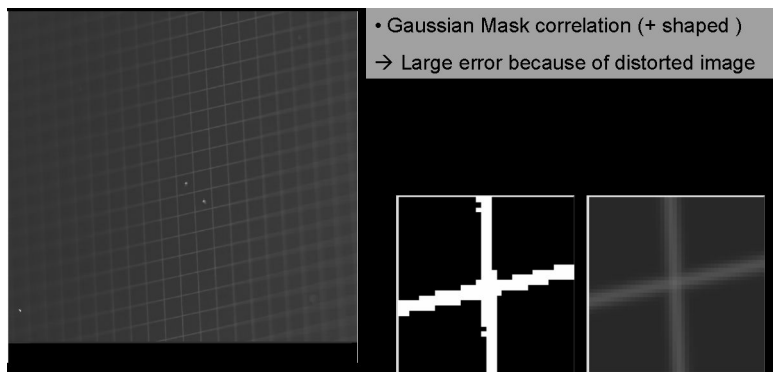 • Gaussian Mask correlation (+ shaped )
→ Large error because of distorted image